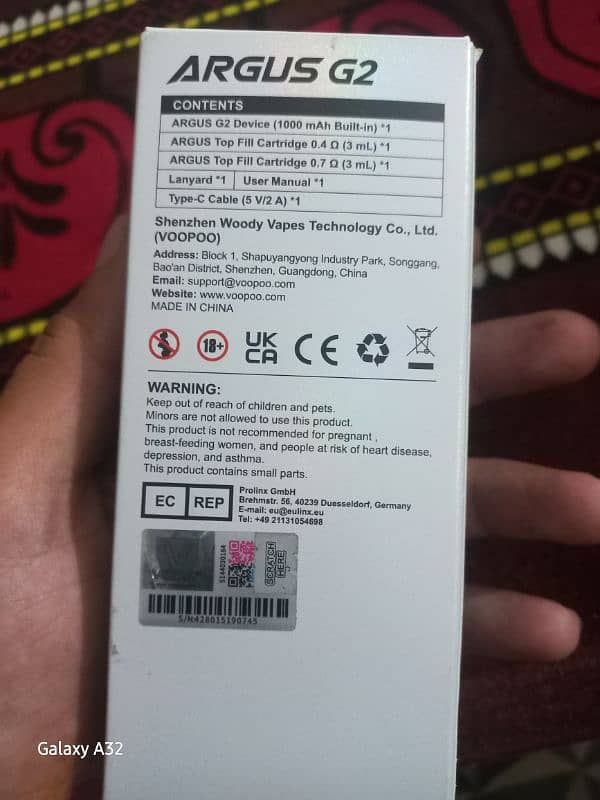 ARGUS G2
CONTENTS
ARGUS G2 Device (1000 mAh Built-in) *1
ARGUS Top Fill Cartridge 0.4 Ω (3 mL) *1
ARGUS Top Fill Cartridge 0.7 Ω (3 mL) *1
Lanyard *1 User Manual *1
Type-C Cable (5 V/2 A) *1
Shenzhen Woody Vapes Technology Co., Ltd.
(VOOPOO)
Address: Block 1, Shapuyangyong Industry Park, Songgang,
Bao'an District, Shenzhen, Guangdong, China
Email: support@voopoo.com
Website: www.voopoo.com
MADE IN CHINA
18+
UK
CA
CE
WARNING:
Keep out of reach of children and pets.
Minors are not allowed to use this product.
This product is not recommended for pregnant ,
breast-feeding women, and people at risk of heart disease,
depression, and asthma.
This product contains small parts.
EC REP
Prolinx GmbH
Brehmstr. 56, 40239 Duesseldorf, Germany
E-mail: eu@eulinx.eu
Tel: +49 21131054698
SCRATCH
HERE
S/N:428015190745
Galaxy A32